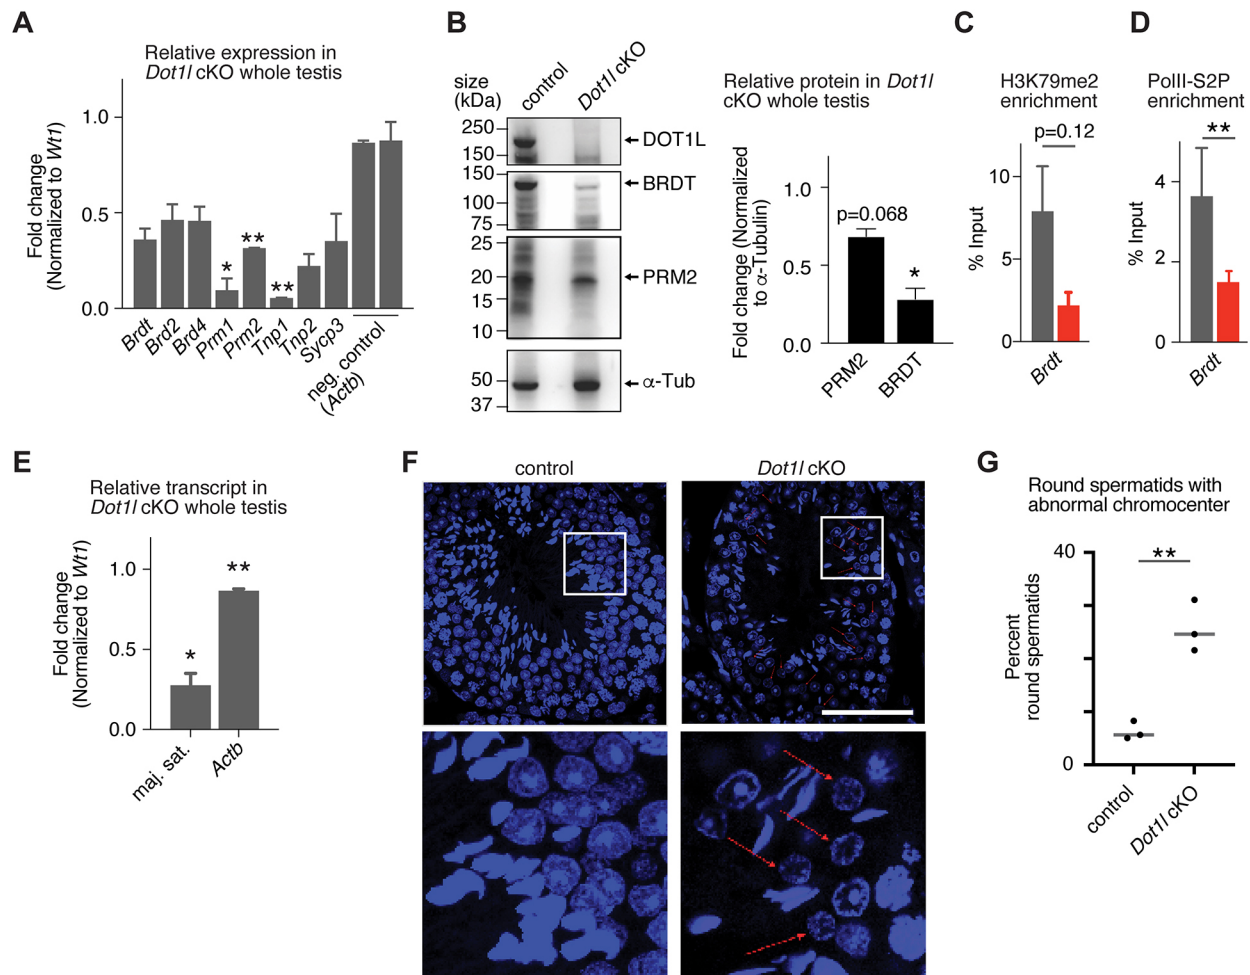 A
Relative expression in
Dot1l cKO whole testis
Fold change
(Normalized to Wt1)
1.0
0.5
0.0
*
**
**
Brdt
Brd2
Brd4
Prm1
Prm2
Tnp1
Tnp2
Sycp3
neg. control
(Actb)
B
size
(kDa)
control
Dot1l cKO
250
150
DOT1L
150
100
75
BRDT
25
20
15
10
PRM2
50
37
α-Tub
Relative protein in Dot1l
cKO whole testis
Fold change (Normalized
to α-Tubulin)
1.0
0.5
0.0
p=0.068
*
PRM2
BRDT
C
H3K79me2
enrichment
p=0.12
% Input
10
5
0
Brdt
D
PolII-S2P
enrichment
**
% Input
4
2
0
Brdt
E
Relative transcript in
Dot1l cKO whole testis
Fold change
(Normalized to Wt1)
1.0
0.5
0.0
*
**
maj. sat.
Actb
F
control
Dot1l cKO
G
Round spermatids with
abnormal chromocenter
Percent
round spermatids
40
0
**
control
Dot1l cKO